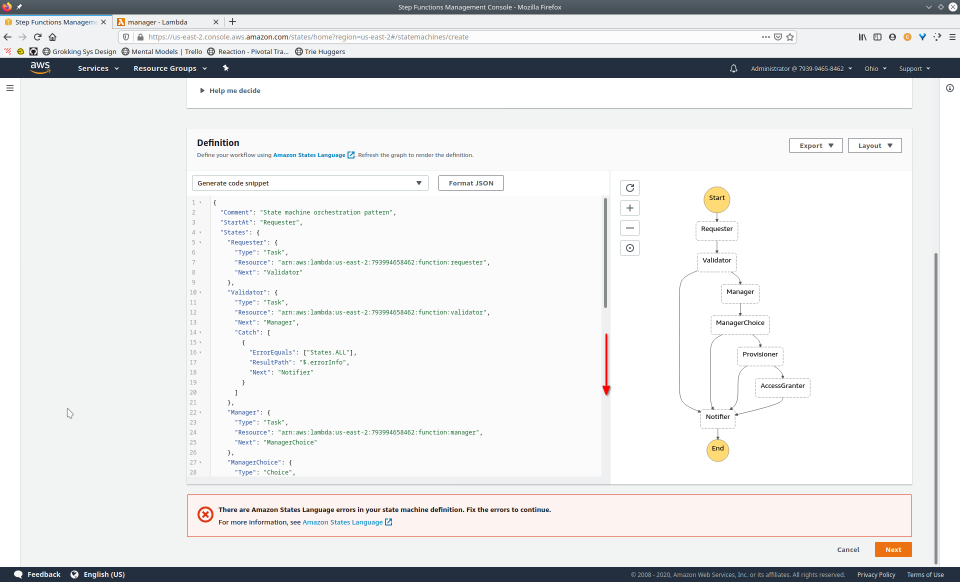 Step Functions Management Console - Mozilla Firefox
Step Functions Managem
manager - Lambda
https://us-east-2.console.aws.amazon.com/states/home?region=us-east-2#/statemachines/create
Grokking Sys Design
Mental Models | Trello
Reaction - Pivotal Tra...
Trie Huggers
aws
Services
Resource Groups
Administrator @ 7939-9465-8462
Ohio
Support
Help me decide
Definition
Define your workflow using Amazon States Language. Refresh the graph to render the definition.
Export
Layout
Generate code snippet
Format JSON
1 {
2 "Comment": "State machine orchestration pattern",
3 "StartAt": "Requester",
4 "States": {
5 "Requester": {
6 "Type": "Task",
7 "Resource": "arn:aws:lambda:us-east-2:793994658462:function:requester",
8 "Next": "Validator"
9 },
10 "Validator": {
11 "Type": "Task",
12 "Resource": "arn:aws:lambda:us-east-2:793994658462:function:validator",
13 "Next": "Manager",
14 "Catch": [
15 {
16 "ErrorEquals": ["States.ALL"],
17 "ResultPath": "$.errorInfo",
18 "Next": "Notifier"
19 }
20 ]
21 },
22 "Manager": {
23 "Type": "Task",
24 "Resource": "arn:aws:lambda:us-east-2:793994658462:function:manager",
25 "Next": "ManagerChoice"
26 },
27 "ManagerChoice": {
28 "Type": "Choice",
Start
Requester
Validator
Manager
ManagerChoice
Provisioner
AccessGranter
Notifier
End
There are Amazon States Language errors in your state machine definition. Fix the errors to continue.
For more information, see Amazon States Language
Cancel
Next
Feedback
English (US)
© 2008 - 2020, Amazon Web Services, Inc. or its affiliates. All rights reserved.
Privacy Policy
Terms of Use